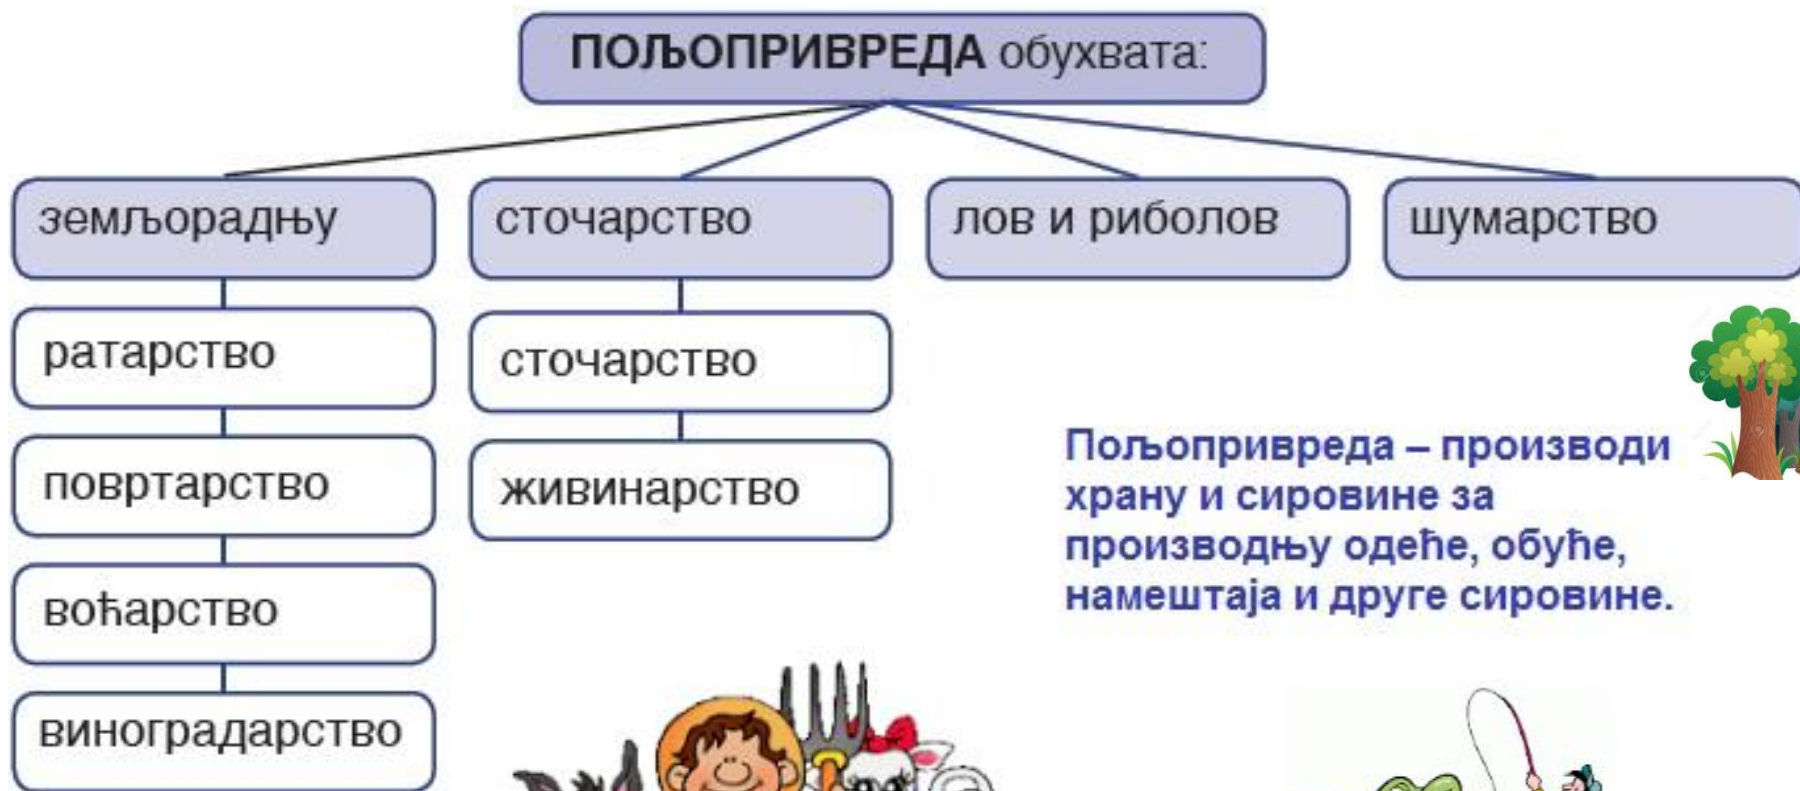 ПОЉОПРИВРЕДА обухвата:
земљорадњу
сточарство
лов и риболов
шумарство
ратарство
сточарство
повртарство
живинарство
воћарство
виноградарство
Пољопривреда – производи
храну и сировине за
производњу одеће, обуће,
намештаја и друге сировине.